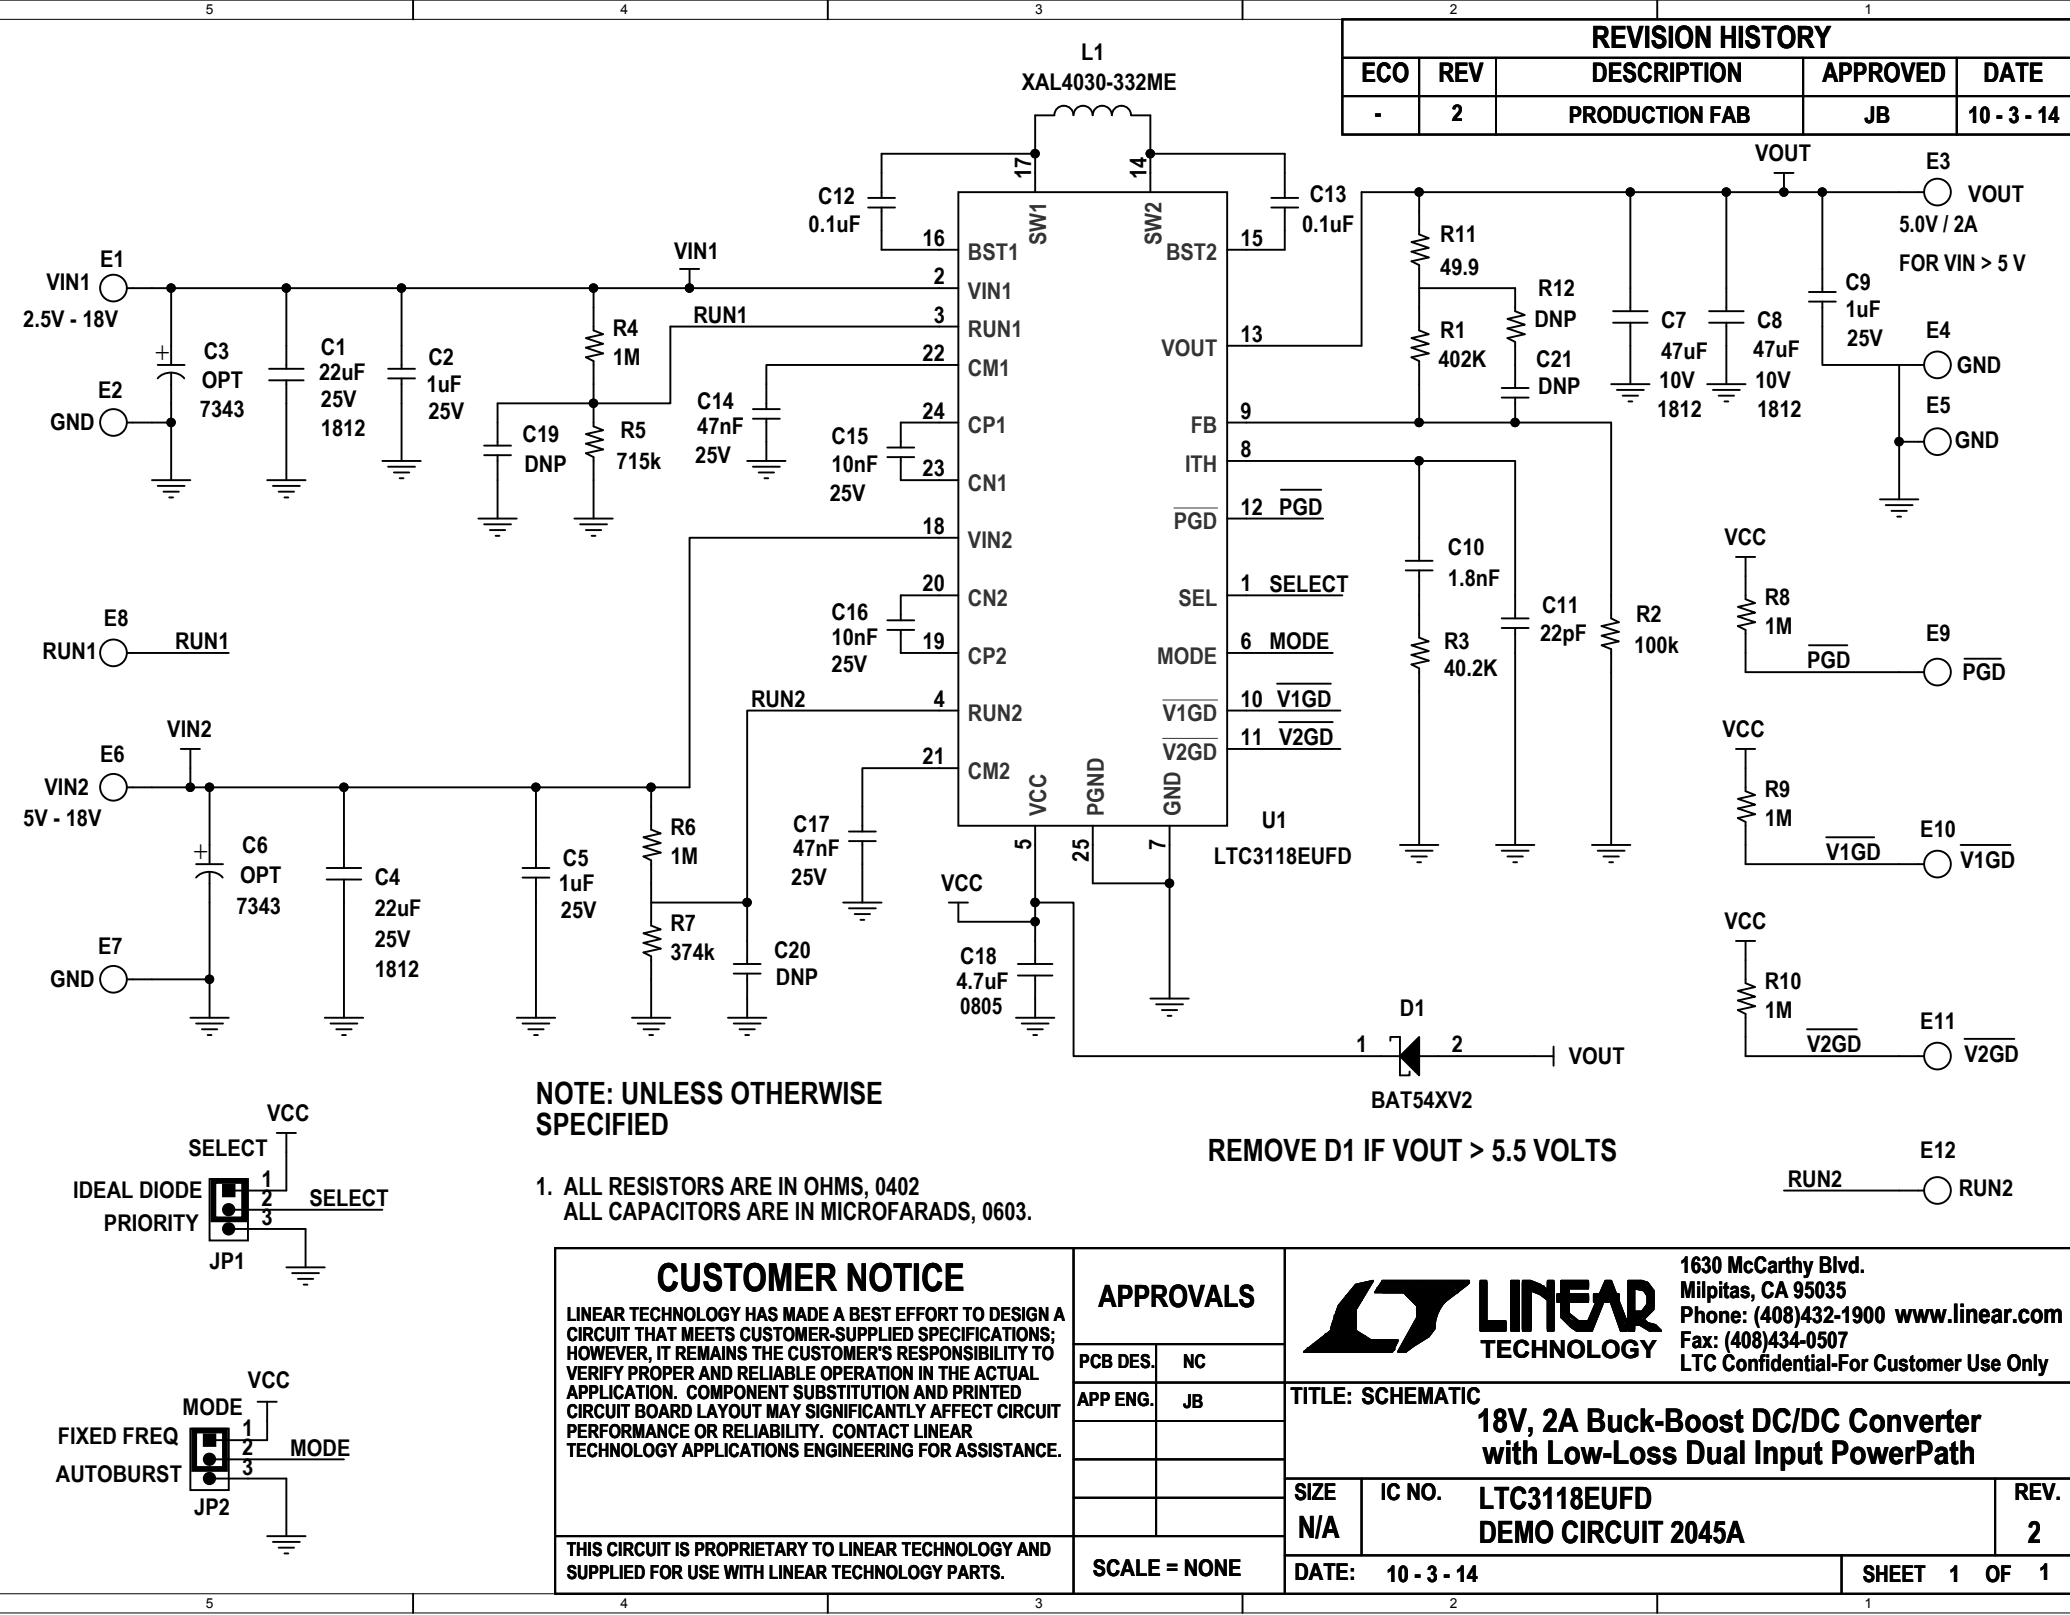 5 4 3 2 1
REVISION HISTORY
ECO REV DESCRIPTION APPROVED DATE
- 2 PRODUCTION FAB JB 10 - 3 - 14
L1
XAL4030-332ME
17
14
C12
0.1uF
C13
0.1uF
SW1
SW2
16 BST1
BST2 15
VOUT
E3
VOUT
5.0V / 2A
FOR VIN > 5 V
R11
49.9
R12
DNP
R1
402K
C21
DNP
C7
47uF
10V
1812
C8
47uF
10V
1812
C9
1uF
25V
E4
GND
E5
GND
E1
VIN1
2.5V - 18V
VIN1
2 VIN1
RUN1 3 RUN1
22 CM1
24 CP1
23 CN1
18 VIN2
20 CN2
19 CP2
RUN2 4 RUN2
21 CM2
VOUT 13
FB 9
ITH 8
PGD 12 PGD
SEL 1 SELECT
MODE 6 MODE
V1GD 10 V1GD
V2GD 11 V2GD
VCC
PGND
GND
5
25
7
U1
LTC3118EUFD
E2
GND
+
C3
OPT
7343
C1
22uF
25V
1812
C2
1uF
25V
R4
1M
C19
DNP
R5
715k
C14
47nF
25V
C15
10nF
25V
C16
10nF
25V
C10
1.8nF
R3
40.2K
C11
22pF
R2
100k
VCC
R8
1M
PGD
E9
PGD
VCC
R9
1M
V1GD
E10
V1GD
VCC
R10
1M
V2GD
E11
V2GD
E8
RUN1 RUN1
VIN2
E6
VIN2
5V - 18V
+
C6
OPT
7343
E7
GND
C4
22uF
25V
1812
C5
1uF
25V
R6
1M
R7
374k
C20
DNP
C17
47nF
25V
VCC
C18
4.7uF
0805
D1
1 2 VOUT
BAT54XV2
REMOVE D1 IF VOUT > 5.5 VOLTS
E12
RUN2 RUN2
NOTE: UNLESS OTHERWISE
SPECIFIED
1. ALL RESISTORS ARE IN OHMS, 0402
ALL CAPACITORS ARE IN MICROFARADS, 0603.
VCC
SELECT
IDEAL DIODE 1
2 SELECT
PRIORITY 3
JP1
VCC
MODE
FIXED FREQ 1
2 MODE
AUTOBURST 3
JP2
CUSTOMER NOTICE
LINEAR TECHNOLOGY HAS MADE A BEST EFFORT TO DESIGN A
CIRCUIT THAT MEETS CUSTOMER-SUPPLIED SPECIFICATIONS;
HOWEVER, IT REMAINS THE CUSTOMER'S RESPONSIBILITY TO
VERIFY PROPER AND RELIABLE OPERATION IN THE ACTUAL
APPLICATION. COMPONENT SUBSTITUTION AND PRINTED
CIRCUIT BOARD LAYOUT MAY SIGNIFICANTLY AFFECT CIRCUIT
PERFORMANCE OR RELIABILITY. CONTACT LINEAR
TECHNOLOGY APPLICATIONS ENGINEERING FOR ASSISTANCE.
THIS CIRCUIT IS PROPRIETARY TO LINEAR TECHNOLOGY AND
SUPPLIED FOR USE WITH LINEAR TECHNOLOGY PARTS.
APPROVALS
PCB DES. NC
APP ENG. JB
SCALE = NONE
LINEAR
TECHNOLOGY
1630 McCarthy Blvd.
Milpitas, CA 95035
Phone: (408)432-1900 www.linear.com
Fax: (408)434-0507
LTC Confidential-For Customer Use Only
TITLE: SCHEMATIC
18V, 2A Buck-Boost DC/DC Converter
with Low-Loss Dual Input PowerPath
SIZE
N/A
IC NO.
LTC3118EUFD
DEMO CIRCUIT 2045A
REV.
2
DATE: 10 - 3 - 14
SHEET 1 OF 1
5 4 3 2 1